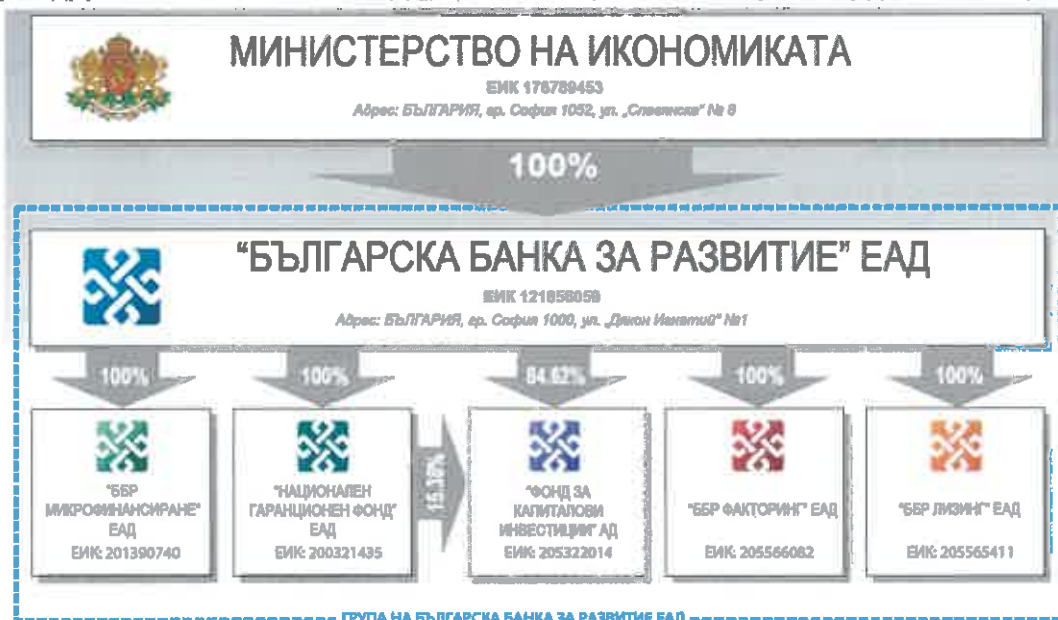 МИНИСТЕРСТВО НА ИКОНОМИКАТА
ЕИК 176789453
Адрес: БЪЛГАРИЯ, гр. София 1052, ул. „Славянска" № 8
100%
"БЪЛГАРСКА БАНКА ЗА РАЗВИТИЕ" ЕАД
ЕИК 121856059
Адрес: БЪЛГАРИЯ, гр. София 1000, ул. „Дякон Игнатий" №1
100%
100%
84.62%
100%
100%
15.38%
"ББР
МИКРОФИНАНСИРАНЕ"
ЕАД
ЕИК: 201390740
"НАЦИОНАЛЕН
ГАРАНЦИОНЕН ФОНД"
ЕАД
ЕИК: 200321435
"ФОНД ЗА
КАПИТАЛОВИ
ИНВЕСТИЦИИ" АД
ЕИК: 205322014
"ББР ФАКТОРИНГ" ЕАД
ЕИК: 205566082
"ББР ЛИЗИНГ" ЕАД
ЕИК: 205565411
ГРУПА НА БЪЛГАРСКА БАНКА ЗА РАЗВИТИЕ ЕАД